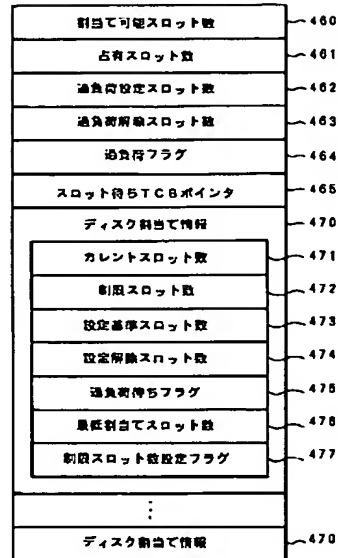 割当て可能スロット数 460
占有スロット数 461
過負荷設定スロット数 462
過負荷解除スロット数 463
過負荷フラグ 464
スロット待ちTCBポインタ 465
ディスク割当て情報 470
カレントスロット数 471
制限スロット数 472
設定基準スロット数 473
設定解除スロット数 474
過負荷待ちフラグ 475
最低割当てスロット数 476
制限スロット数設定フラグ 477
⋮
ディスク割当て情報 470